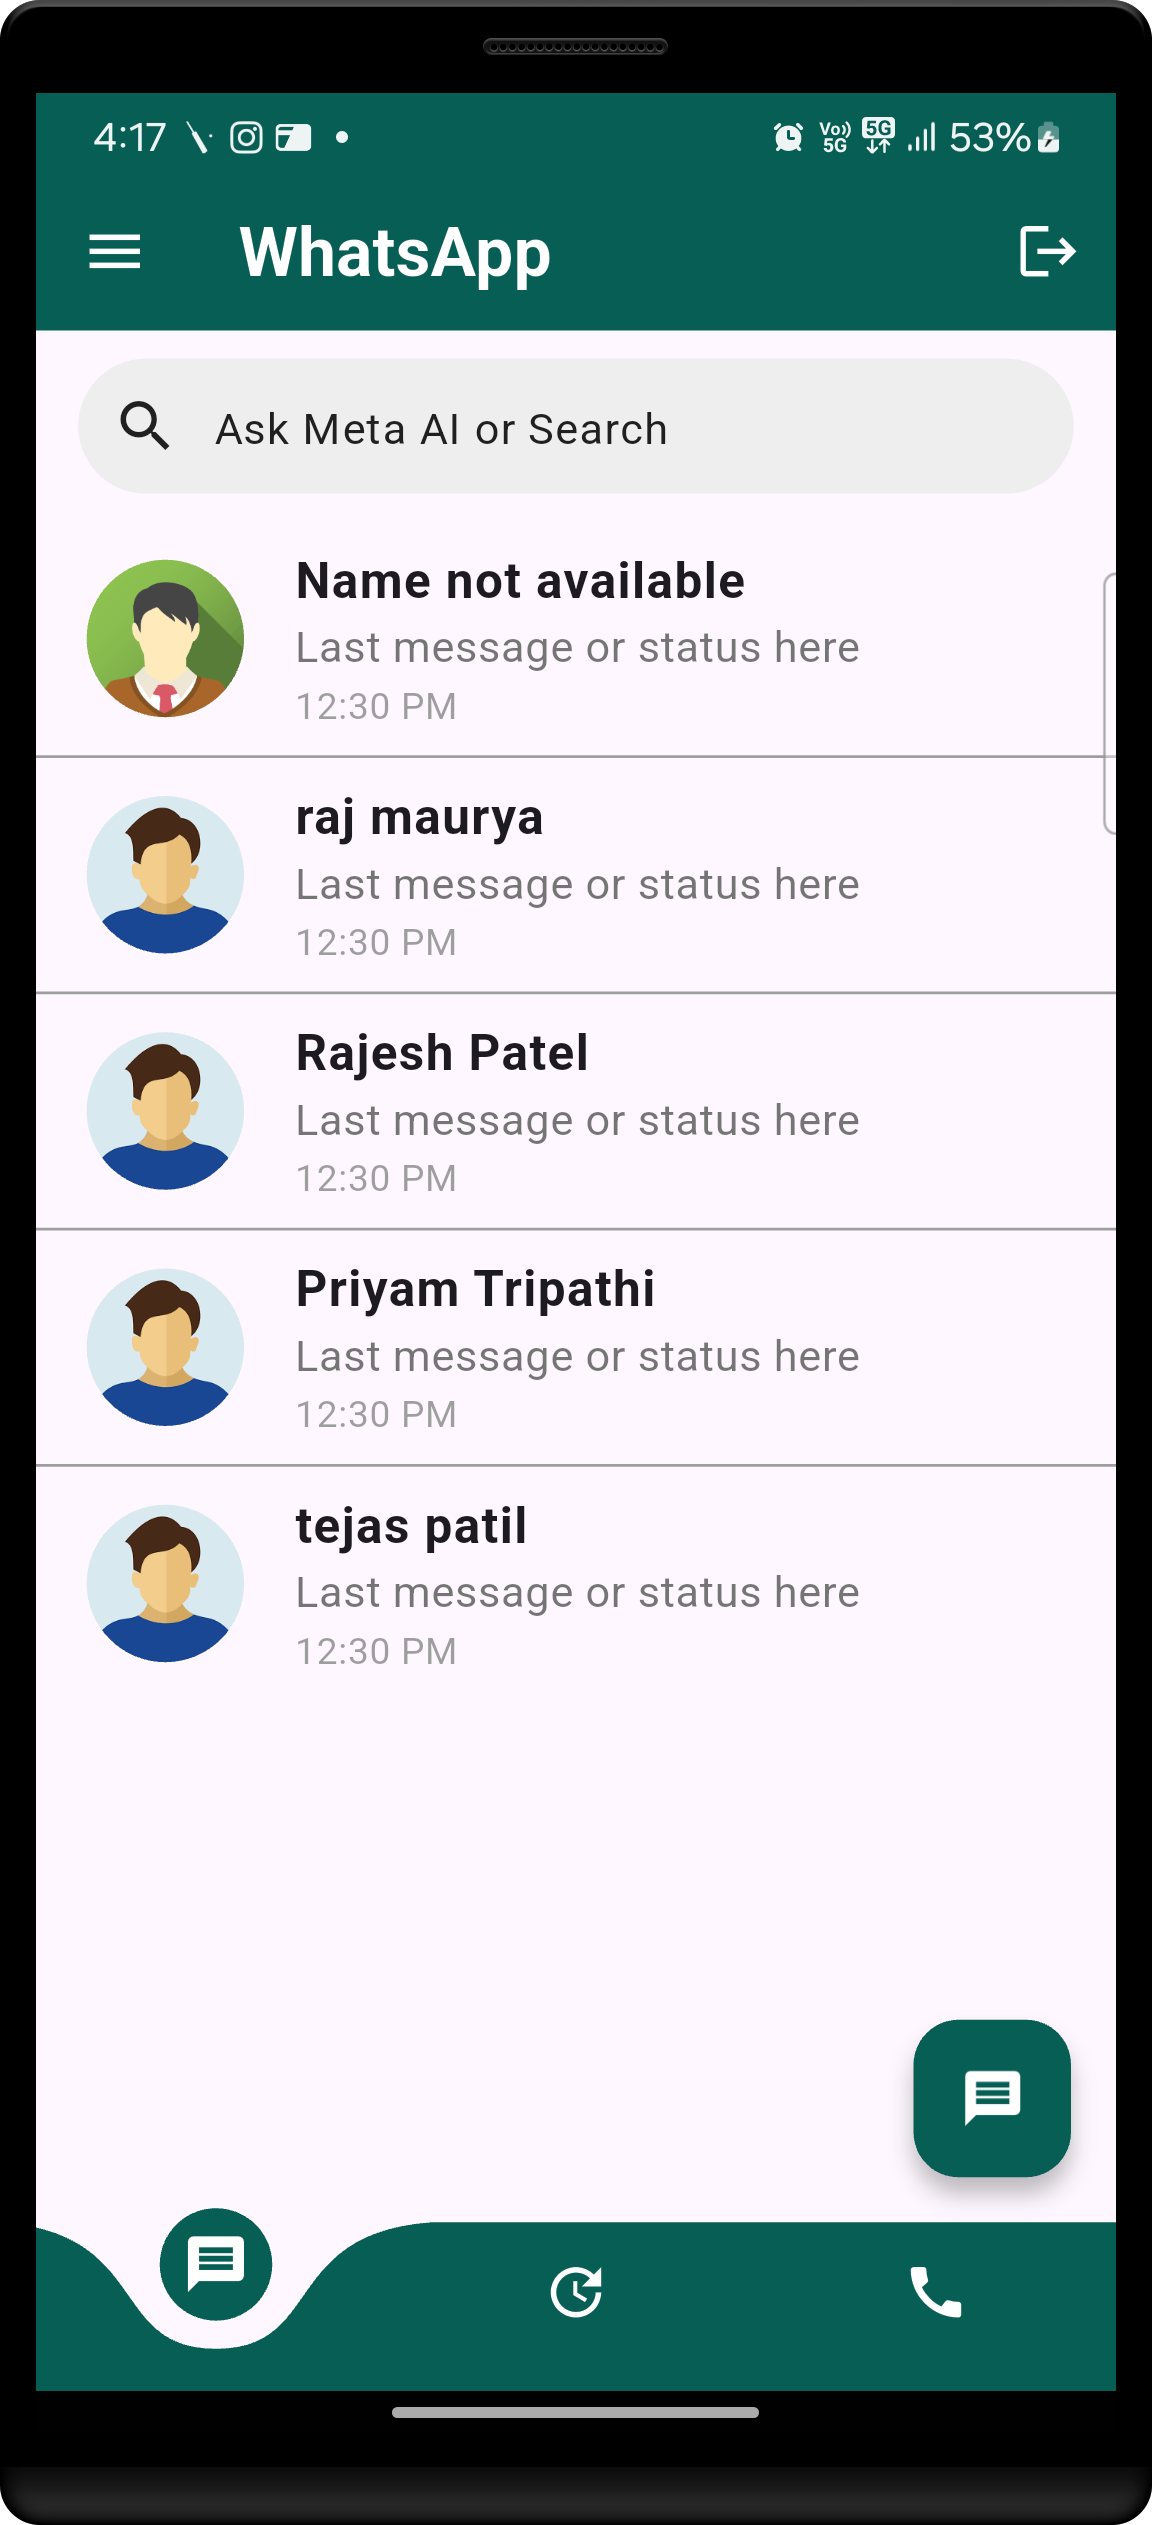 4:17
Vo)) 5G 5G 53%
WhatsApp
Ask Meta AI or Search
Name not available
Last message or status here
12:30 PM
raj maurya
Last message or status here
12:30 PM
Rajesh Patel
Last message or status here
12:30 PM
Priyam Tripathi
Last message or status here
12:30 PM
tejas patil
Last message or status here
12:30 PM